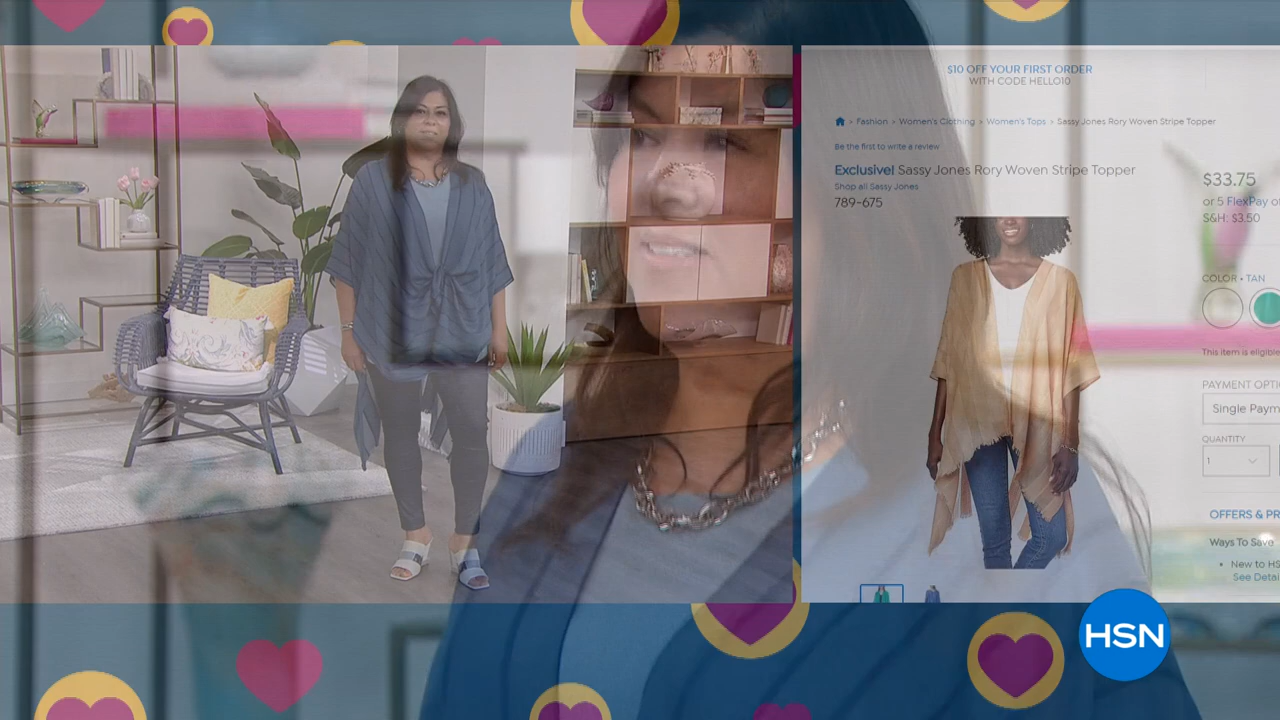 $10 OFF YOUR FIRST ORDER
WITH CODE HELLO10
> Fashion > Women's Clothing > Women's Tops > Sassy Jones Rory Woven Stripe Topper
Be the first to write a review
Exclusive! Sassy Jones Rory Woven Stripe Topper
Shop all Sassy Jones
789-675
$33.75
or 5 FlexPay of
S&H: $3.50
COLOR • TAN
This item is eligible
PAYMENT OPTIO
Single Paym
QUANTITY
1
OFFERS & PR
Ways To Save
• New to HS
See Detai
HSN